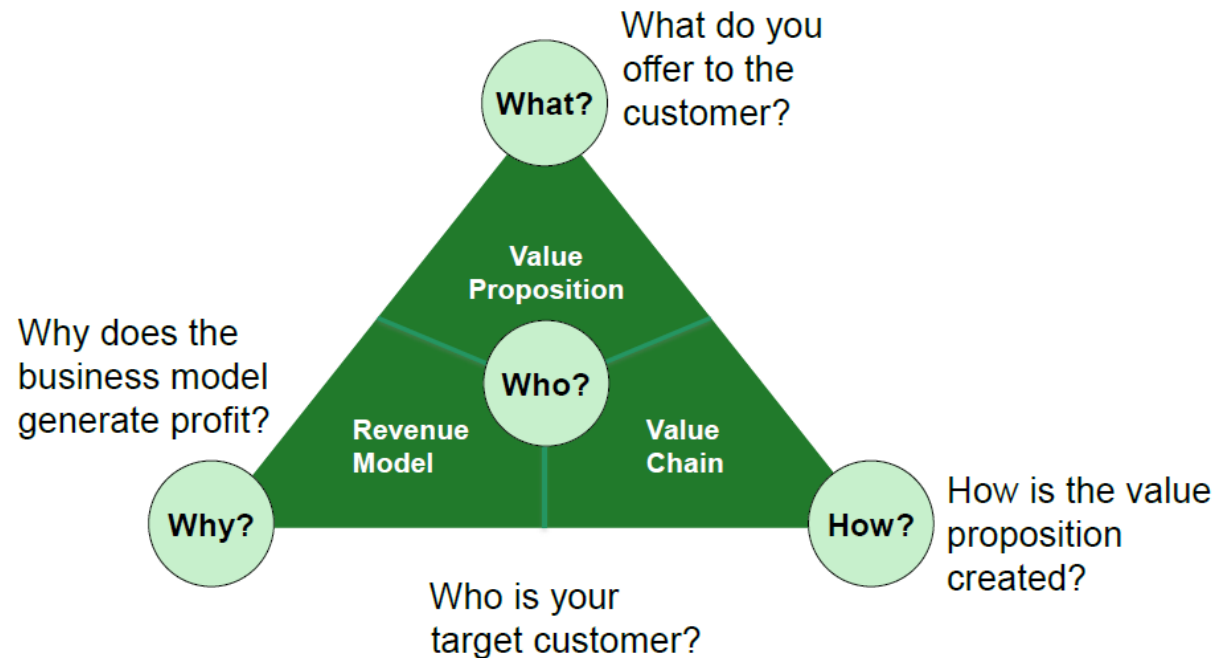 What do you
offer to the
customer?
What?
Value
Proposition
Why does the
business model
generate profit?
Who?
Revenue
Model
Value
Chain
Why?
How?
How is the value
proposition
created?
Who is your
target customer?